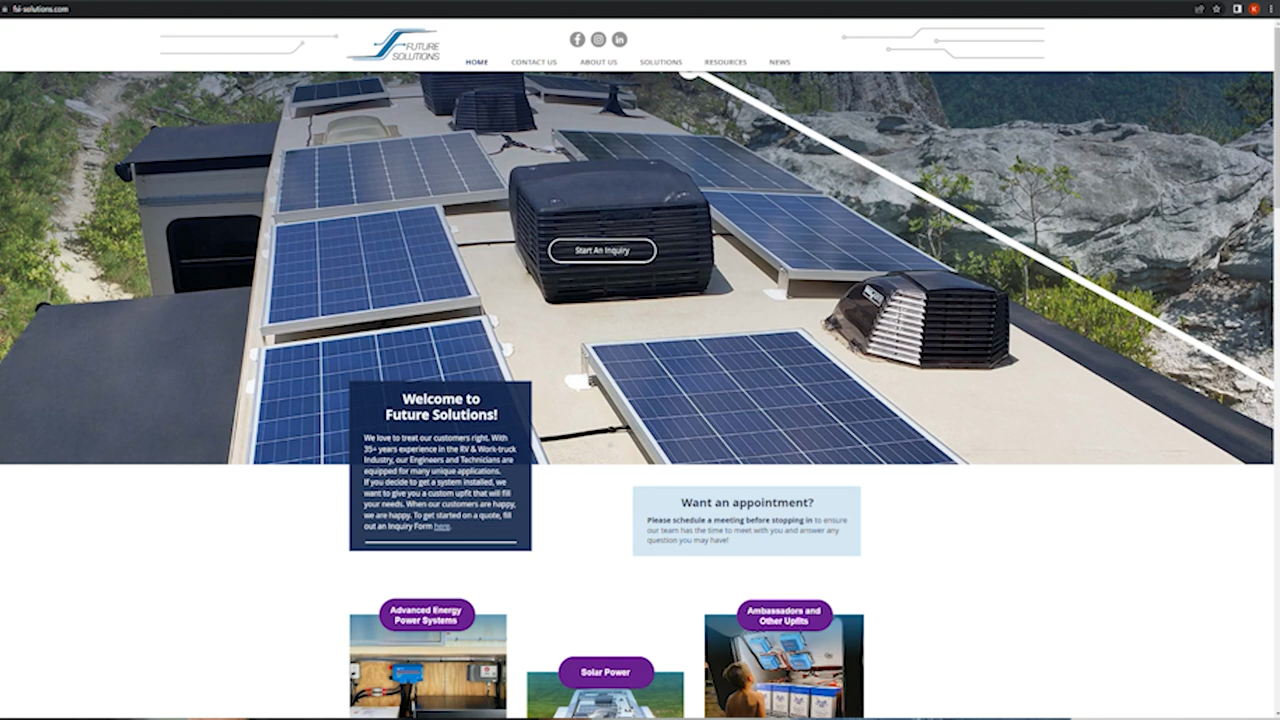 fsi-solutions.com
K
FUTURE
SOLUTIONS
HOME CONTACT US ABOUT US SOLUTIONS RESOURCES NEWS
Start An Inquiry
Welcome to
Future Solutions!
We love to treat our customers right. With
35+ years experience in the RV & Work-truck
Industry, our Engineers and Technicians are
equipped for many unique applications.
If you decide to get a system installed, we
want to give you a custom upfit that will fill
your needs. When our customers are happy,
we are happy. To get started on a quote, fill
out an Inquiry Form here.
Want an appointment?
Please schedule a meeting before stopping in to ensure
our team has the time to meet with you and answer any
question you may have!
Advanced Energy
Power Systems
Solar Power
Ambassadors and
Other Upfits